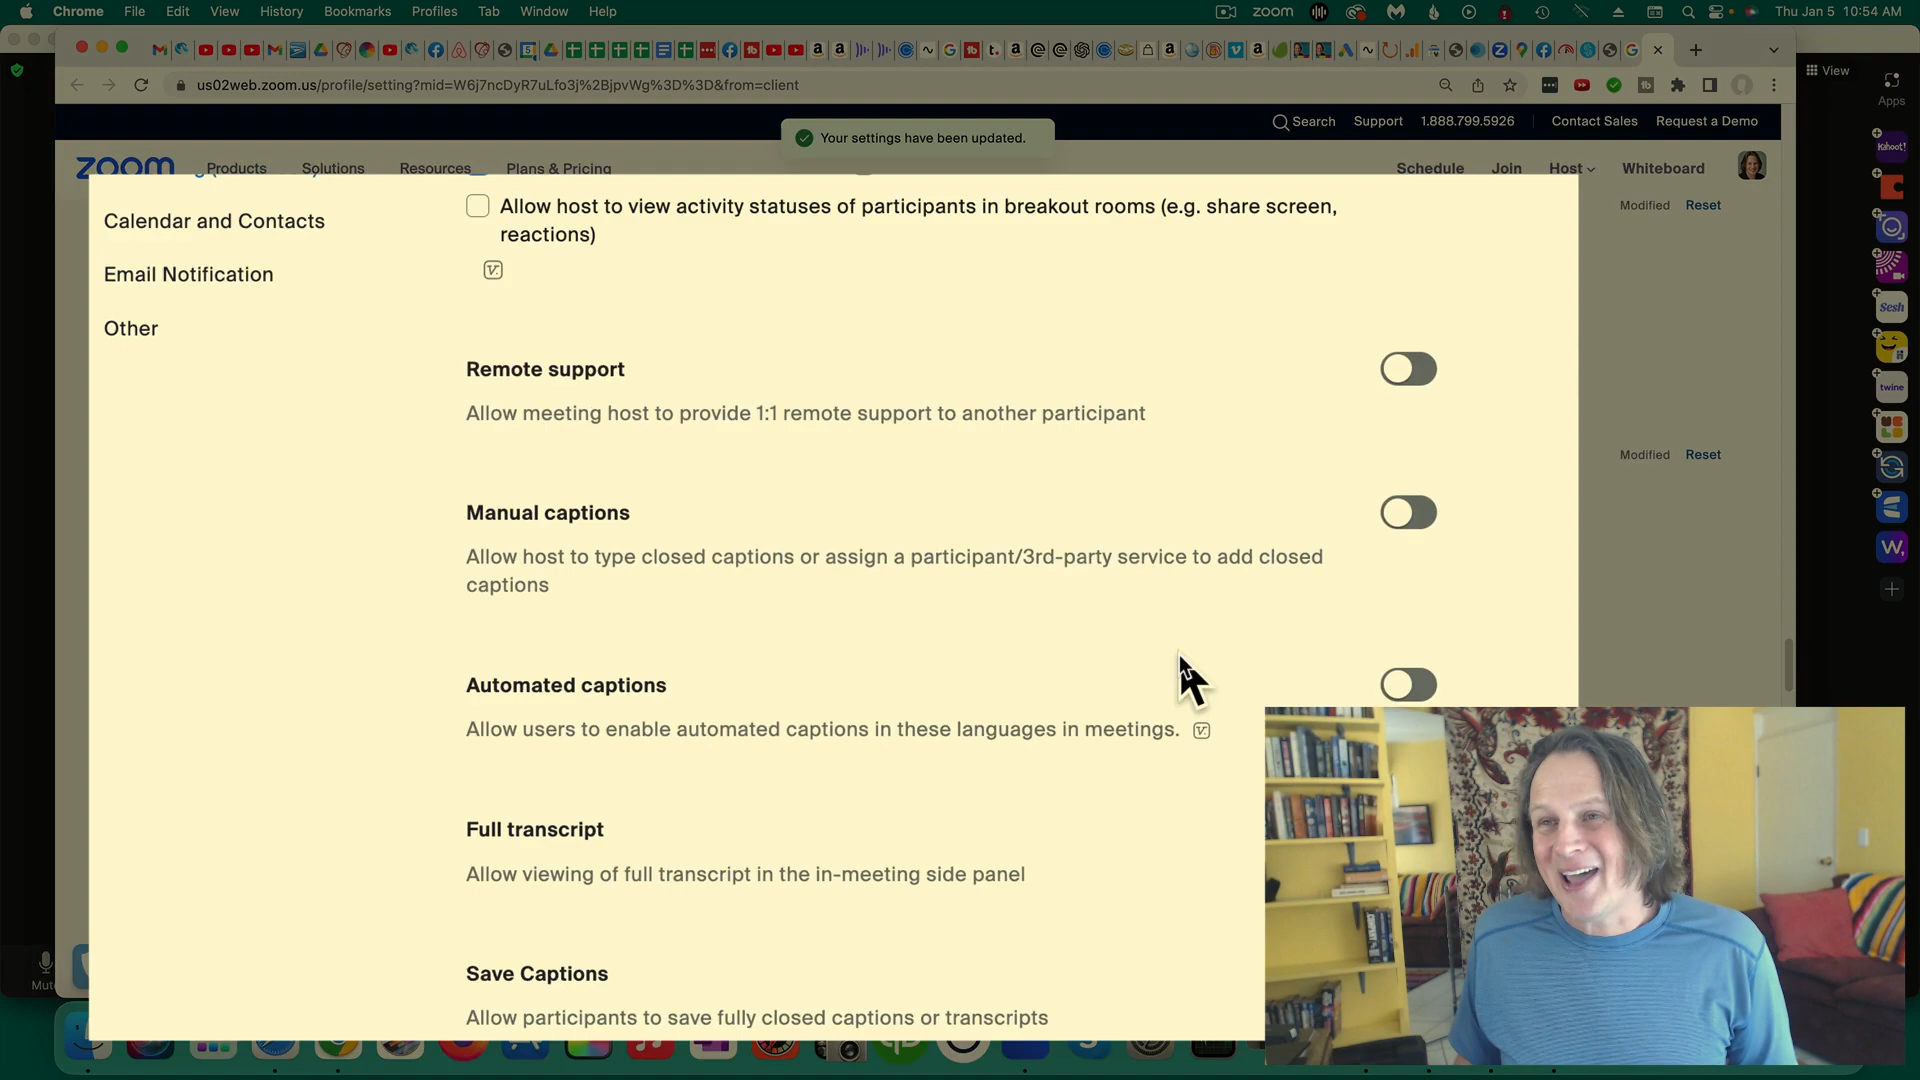 Chrome File Edit View History Bookmarks Profiles Tab Window Help
zoom
Thu Jan 5 10:54 AM
us02web.zoom.us/profile/setting?mid=W6j7ncDyR7uLfo3j%2BjpvWg%3D%3D&from=client
View
Apps
Search Support 1.888.799.5926 Contact Sales Request a Demo
Your settings have been updated.
zoom Products Solutions Resources Plans & Pricing
Schedule Join Host Whiteboard
Kahoot!
Sesh
twine
W,
Calendar and Contacts
Email Notification
Other
Allow host to view activity statuses of participants in breakout rooms (e.g. share screen,
reactions)
Modified Reset
Remote support
Allow meeting host to provide 1:1 remote support to another participant
Modified Reset
Manual captions
Allow host to type closed captions or assign a participant/3rd-party service to add closed
captions
Automated captions
Allow users to enable automated captions in these languages in meetings.
Full transcript
Allow viewing of full transcript in the in-meeting side panel
Save Captions
Allow participants to save fully closed captions or transcripts